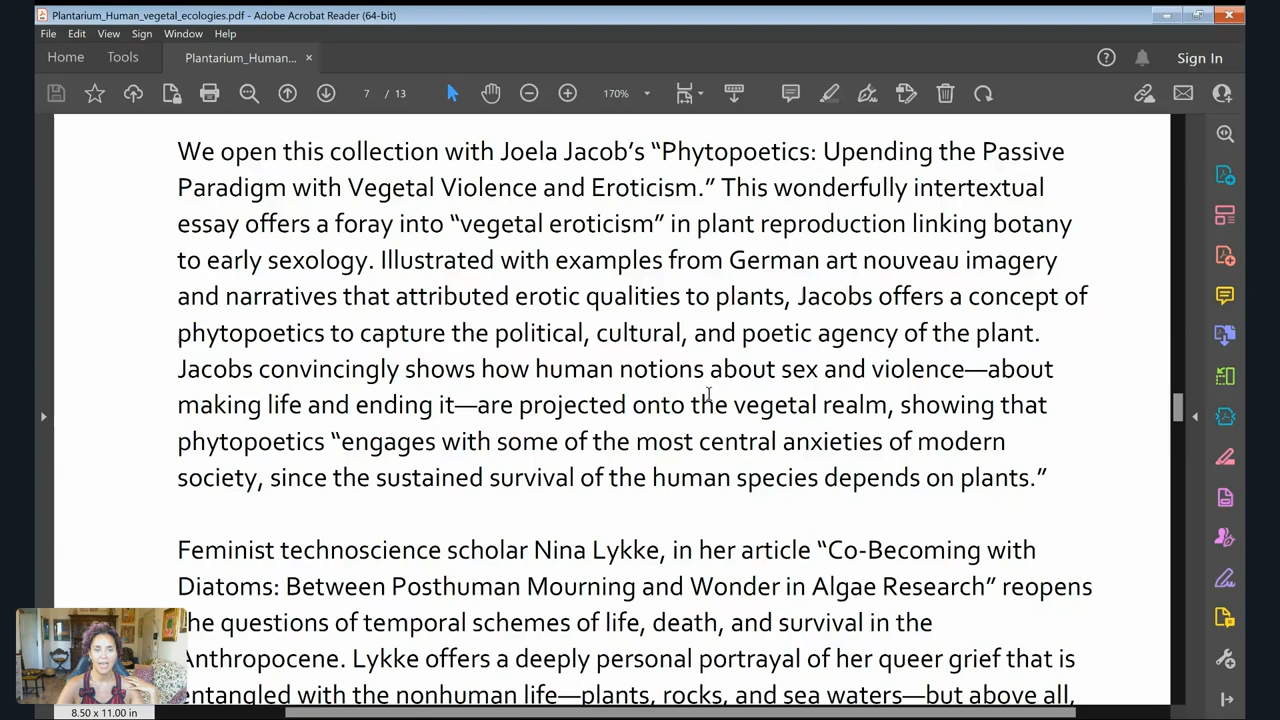 Plantarium_Human_vegetal_ecologies.pdf - Adobe Acrobat Reader (64-bit)
File Edit View Sign Window Help
Home Tools Plantarium_Human... × Sign In
7 / 13 170%
We open this collection with Joela Jacob’s “Phytopoetics: Upending the Passive
Paradigm with Vegetal Violence and Eroticism.” This wonderfully intertextual
essay offers a foray into “vegetal eroticism” in plant reproduction linking botany
to early sexology. Illustrated with examples from German art nouveau imagery
and narratives that attributed erotic qualities to plants, Jacobs offers a concept of
phytopoetics to capture the political, cultural, and poetic agency of the plant.
Jacobs convincingly shows how human notions about sex and violence—about
making life and ending it—are projected onto the vegetal realm, showing that
phytopoetics “engages with some of the most central anxieties of modern
society, since the sustained survival of the human species depends on plants.”
Feminist technoscience scholar Nina Lykke, in her article “Co-Becoming with
Diatoms: Between Posthuman Mourning and Wonder in Algae Research” reopens
the questions of temporal schemes of life, death, and survival in the
Anthropocene. Lykke offers a deeply personal portrayal of her queer grief that is
entangled with the nonhuman life—plants, rocks, and sea waters—but above all,
8.50 x 11.00 in